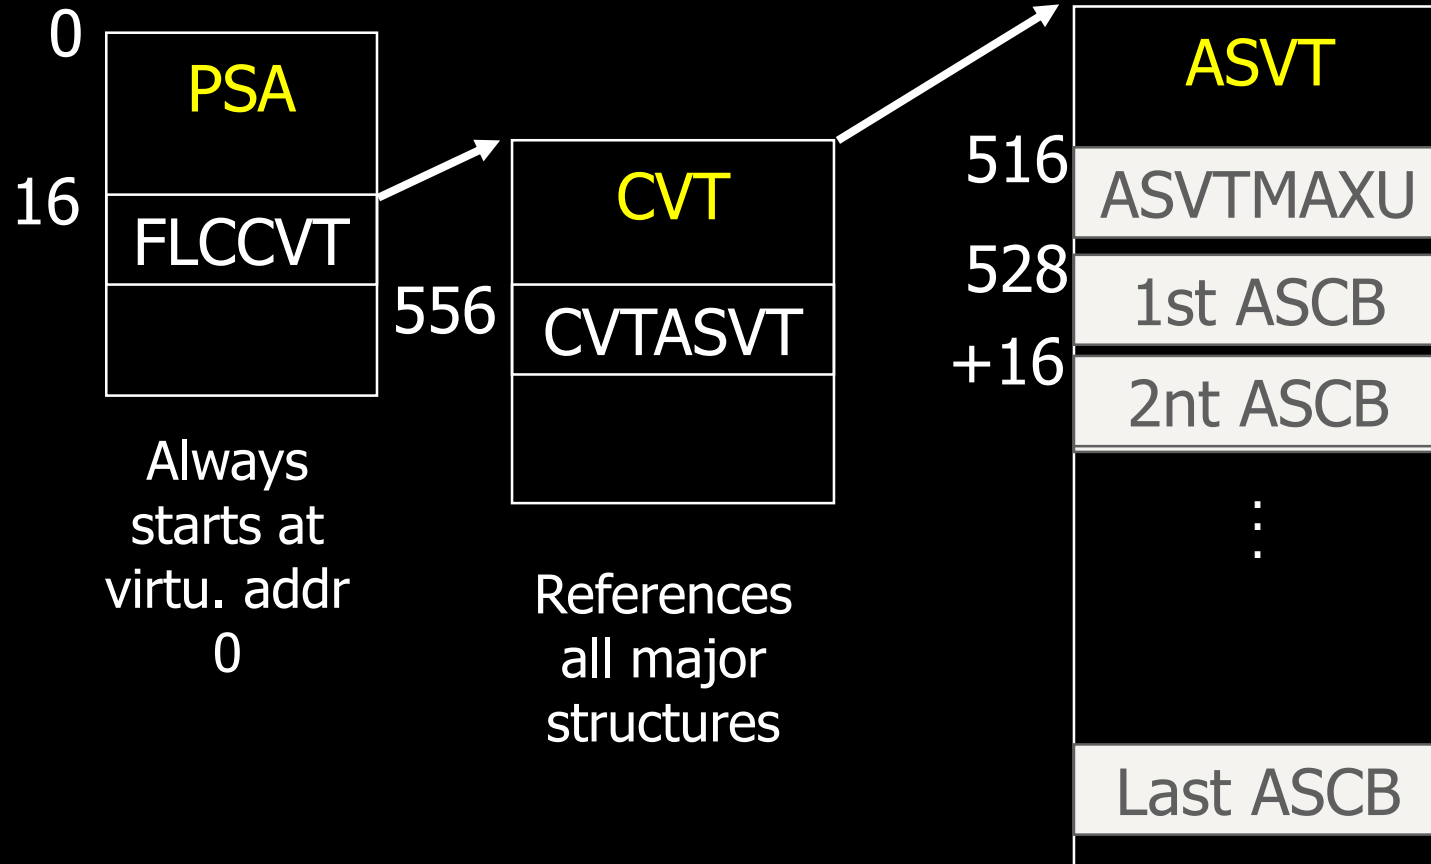 0
PSA
16
FLCCVT
Always
starts at
virtu. addr
0
CVT
556
CVTASVT
References
all major
structures
ASVT
516
ASVTMAXU
528
1st ASCB
+16
2nt ASCB
⋮
Last ASCB